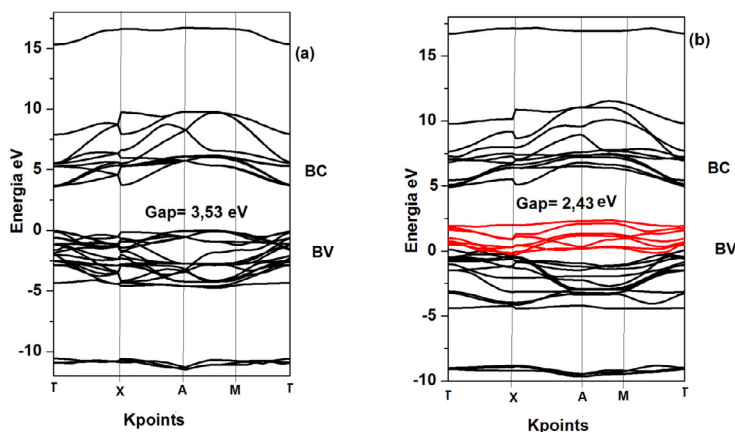 (a)
15
10
5
0
-5
-10
Energia eV
BC
Gap= 3,53 eV
BV
T
X
A
M
T
Kpoints
(b)
15
10
5
0
-5
-10
Energia eV
BC
Gap= 2,43 eV
BV
T
X
A
M
T
Kpoints